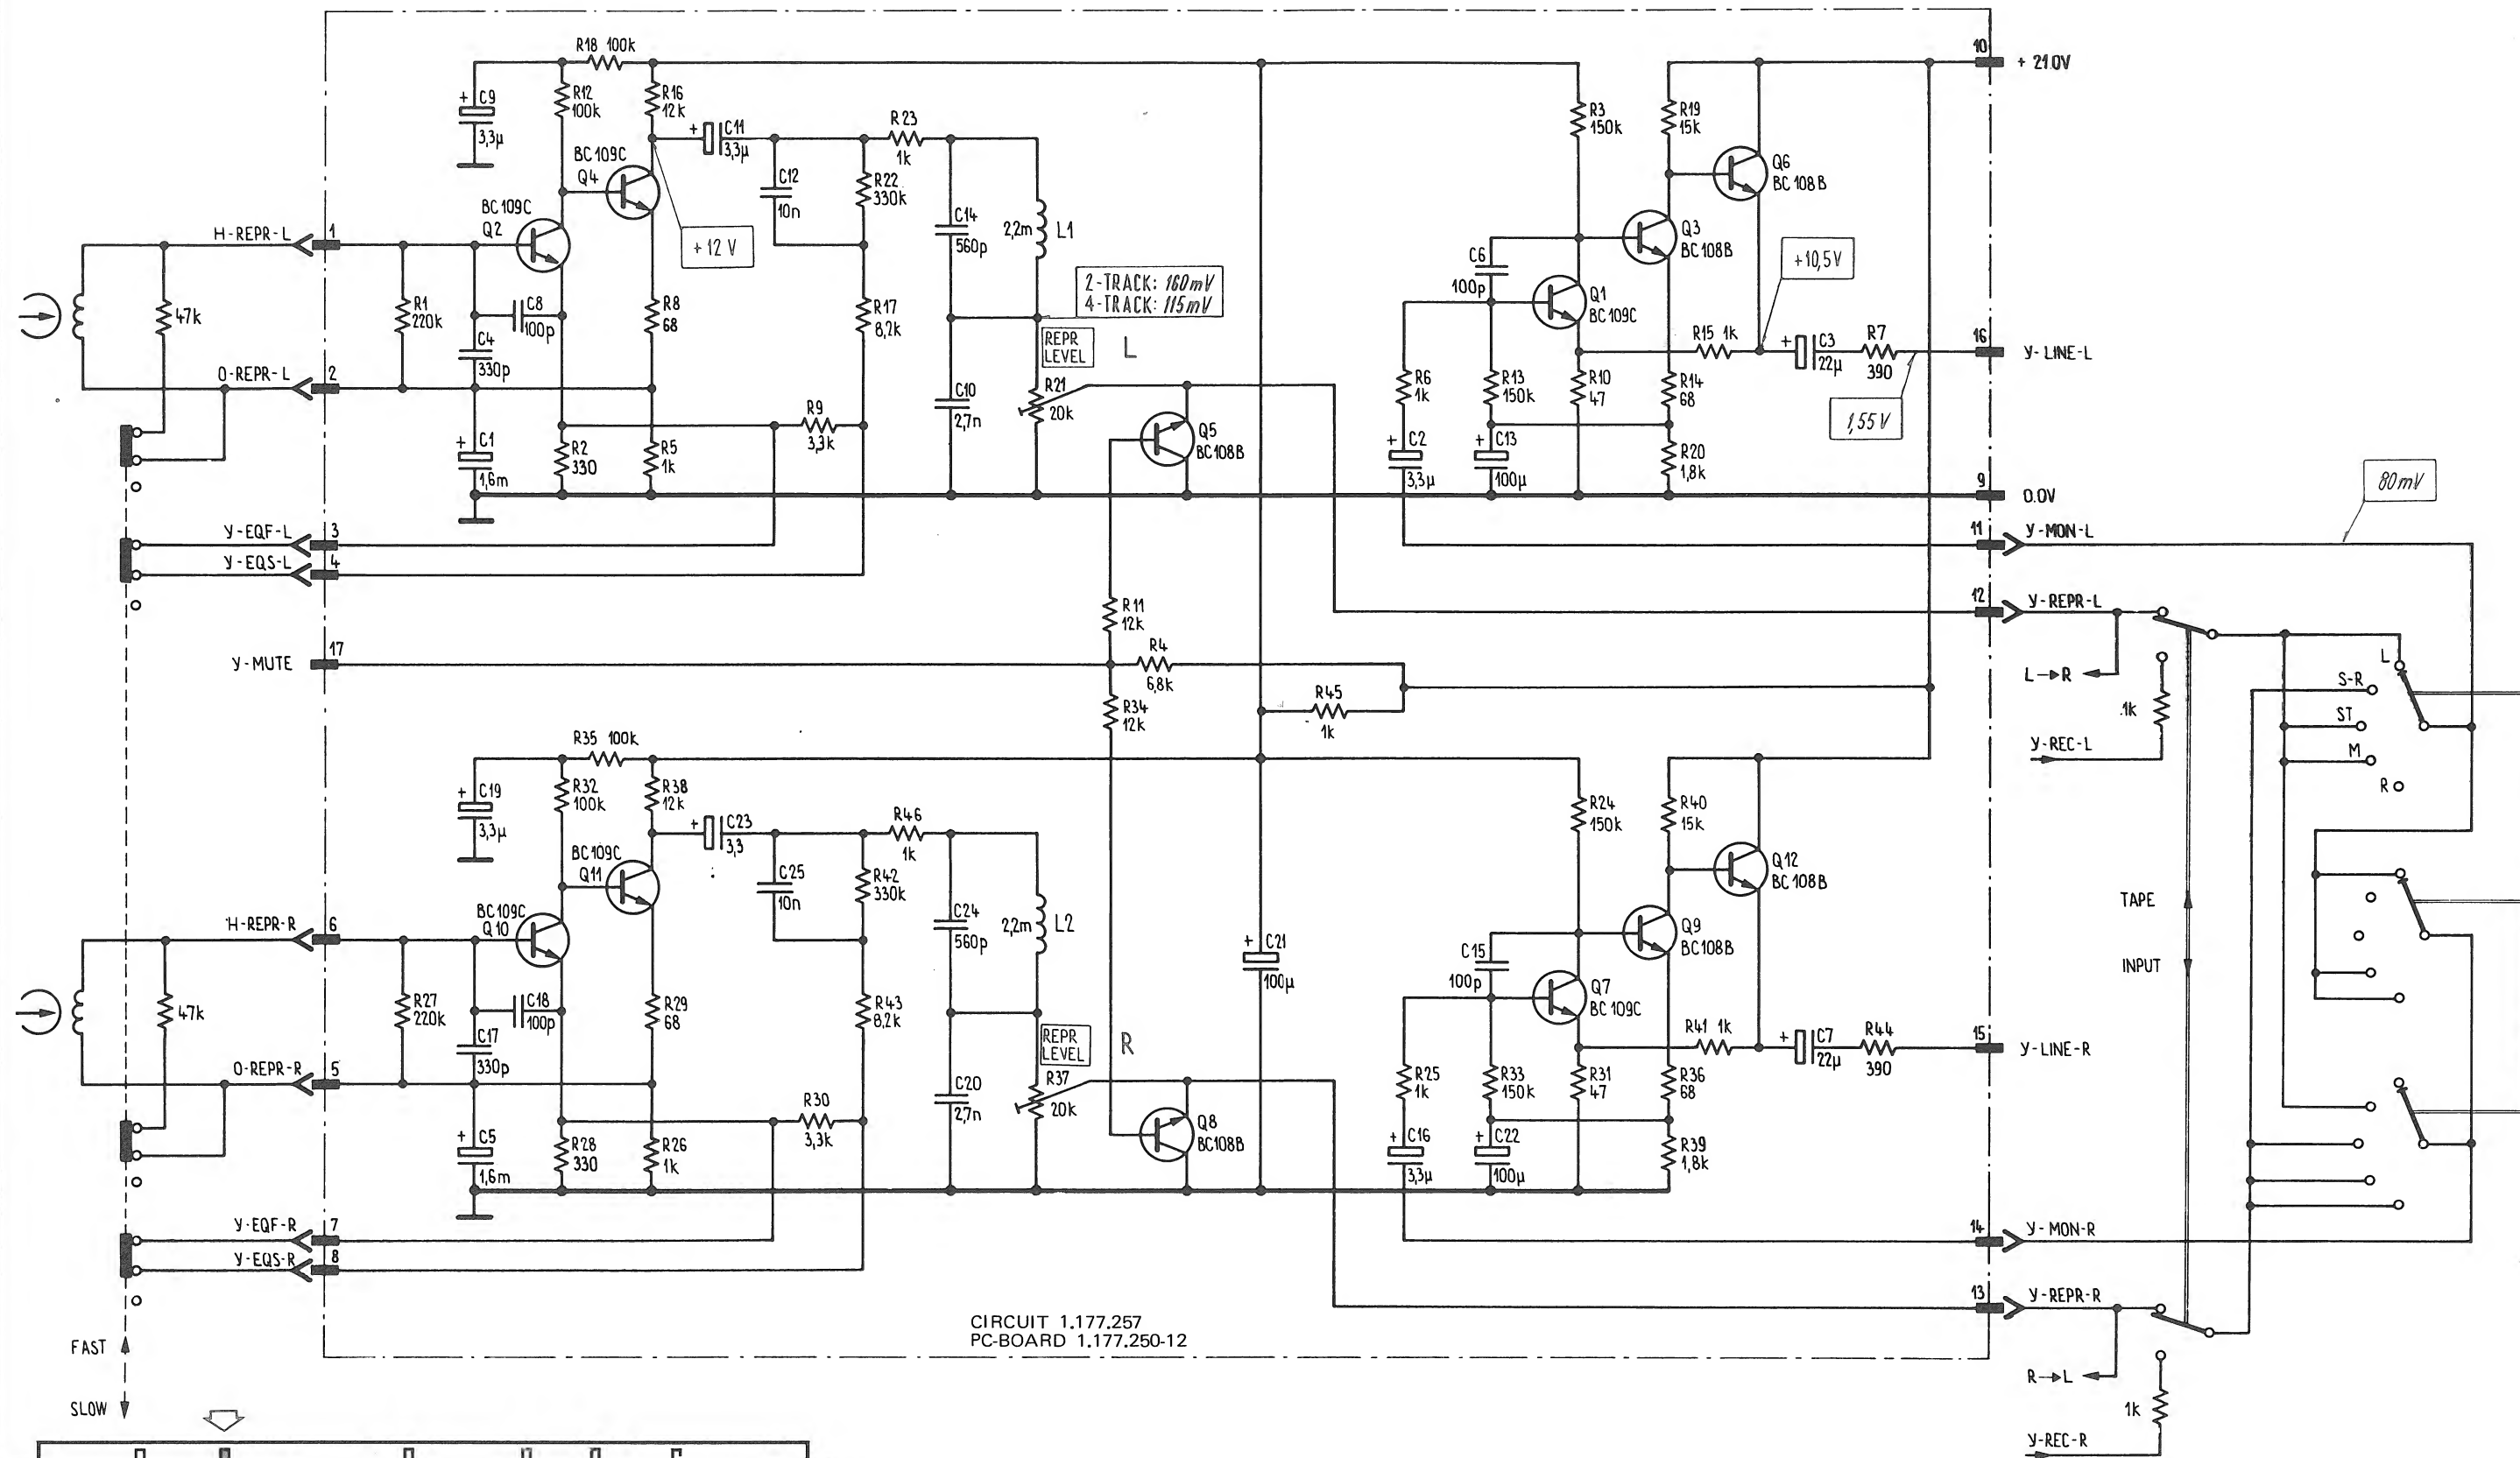 R18 100k
10
+ 21.0V
+ C9
3,3µ
R12
100k
R16
12k
+ C11
3,3µ
R 23
1k
R3
150k
R19
15k
BC109C
Q4
C12
10n
R22
330k
Q6
BC 108B
BC 109C
Q2
+12 V
C14
560p
2,2m L1
Q3
BC 108B
H-REPR-L
1
C6
100p
+10,5V
2-TRACK: 160mV
4-TRACK: 115mV
Q1
BC 109C
47k
R1
220k
C8
100p
R8
68
R17
8,2k
C4
330p
REPR
LEVEL
L
R15 1k
+ C3
22µ
R7
390
16
Y-LINE-L
O-REPR-L
2
R6
1k
R13
150k
R10
47
R14
68
R21
20k
C10
2,7n
R9
3,3k
1,55V
+ C1
1,6m
R2
330
R5
1k
Q5
BC108B
+ C2
3,3µ
+ C13
100µ
R20
1,8k
80mV
9
0.0V
Y-EQF-L
3
11
Y-MON-L
Y-EQS-L
4
R11
12k
12
Y-REPR-L
Y-MUTE
17
R4
6,8k
L
L→R
S-R
R34
12k
R45
1k
1k
ST
R35 100k
Y-REC-L
M
R
+ C19
3,3µ
R32
100k
R38
12k
+ C23
3,3
R46
1k
R24
150k
R40
15k
BC109C
Q11
C25
10n
R42
330k
Q12
BC 108B
TAPE
BC109C
Q10
C24
560p
2,2m L2
H-REPR-R
6
+ C21
100µ
Q9
BC 108B
C15
100p
INPUT
47k
R27
220k
C18
100p
R29
68
R43
8,2k
Q7
BC 109C
C17
330p
REPR
LEVEL
R
R41 1k
+ C7
22µ
R44
390
15
Y-LINE-R
O-REPR-R
5
R37
20k
C20
2,7n
R25
1k
R33
150k
R31
47
R36
68
R30
3,3k
+ C5
1,6m
R28
330
R26
1k
Q8
BC108B
+ C16
3,3µ
+ C22
100µ
R39
1,8k
Y-EQF-R
7
14
Y-MON-R
Y-EQS-R
8
13
Y-REPR-R
CIRCUIT 1.177.257
PC-BOARD 1.177.250-12
FAST
R→L
SLOW
1k
Y-REC-R